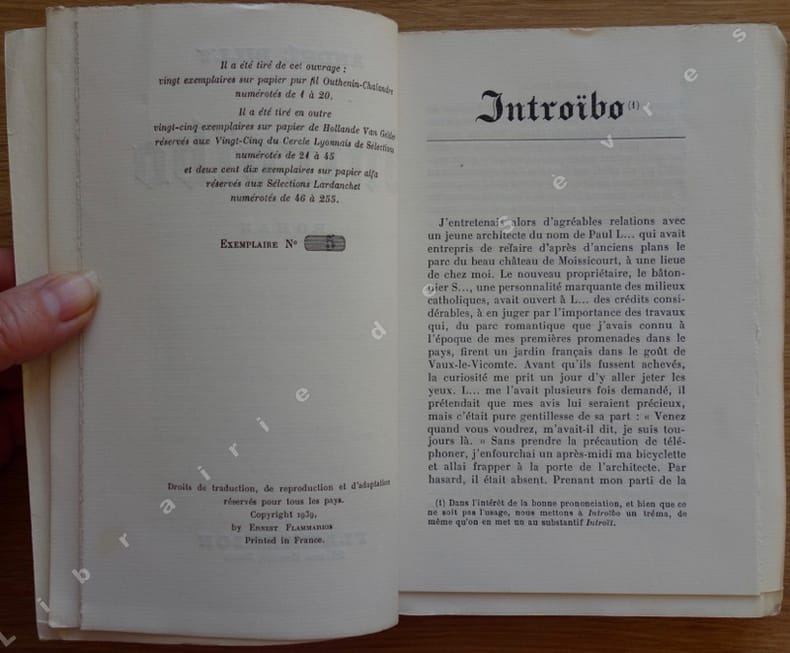 Il a été tiré de cet ouvrage :
vingt exemplaires sur papier pur fil Outhenin-Chalandre
numérotés de 1 à 20.
Il a été tiré en outre
vingt-cinq exemplaires sur papier de Hollande Van Gelder
réservés aux Vingt-Cinq du Cercle Lyonnais de Sélections
numérotés de 21 à 45
et deux cent dix exemplaires sur papier alfa
réservés aux Sélections Lardanchet
numérotés de 46 à 255.
EXEMPLAIRE N° 5
Droits de traduction, de reproduction et d'adaptation
réservés pour tous les pays.
Copyright 1939,
by ERNEST FLAMMARION
Printed in France.
Introïbo (1)
J'entretenais alors d'agréables relations avec
un jeune architecte du nom de Paul L... qui avait
entrepris de refaire d'après d'anciens plans le
parc du beau château de Moissicourt, à une lieue
de chez moi. Le nouveau propriétaire, le bâton-
nier S..., une personnalité marquante des milieux
catholiques, avait ouvert à L... des crédits consi-
dérables, à en juger par l'importance des travaux
qui, du parc romantique que j'avais connu à
l'époque de mes premières promenades dans le
pays, firent un jardin français dans le goût de
Vaux-le-Vicomte. Avant qu'ils fussent achevés,
la curiosité me prit un jour d'y aller jeter les
yeux. L... me l'avait plusieurs fois demandé, il
prétendait que mes avis lui seraient précieux,
mais c'était pure gentillesse de sa part : « Venez
quand vous voudrez, m'avait-il dit, je suis tou-
jours là. » Sans prendre la précaution de télé-
phoner, j'enfourchai un après-midi ma bicyclette
et allai frapper à la porte de l'architecte. Par
hasard, il était absent. Prenant mon parti de la
(1) Dans l'intérêt de la bonne prononciation, et bien que ce
ne soit pas l'usage, nous mettons à Introïbo un tréma, de
même qu'on en met un au substantif Introït.
Librairie de sèvres